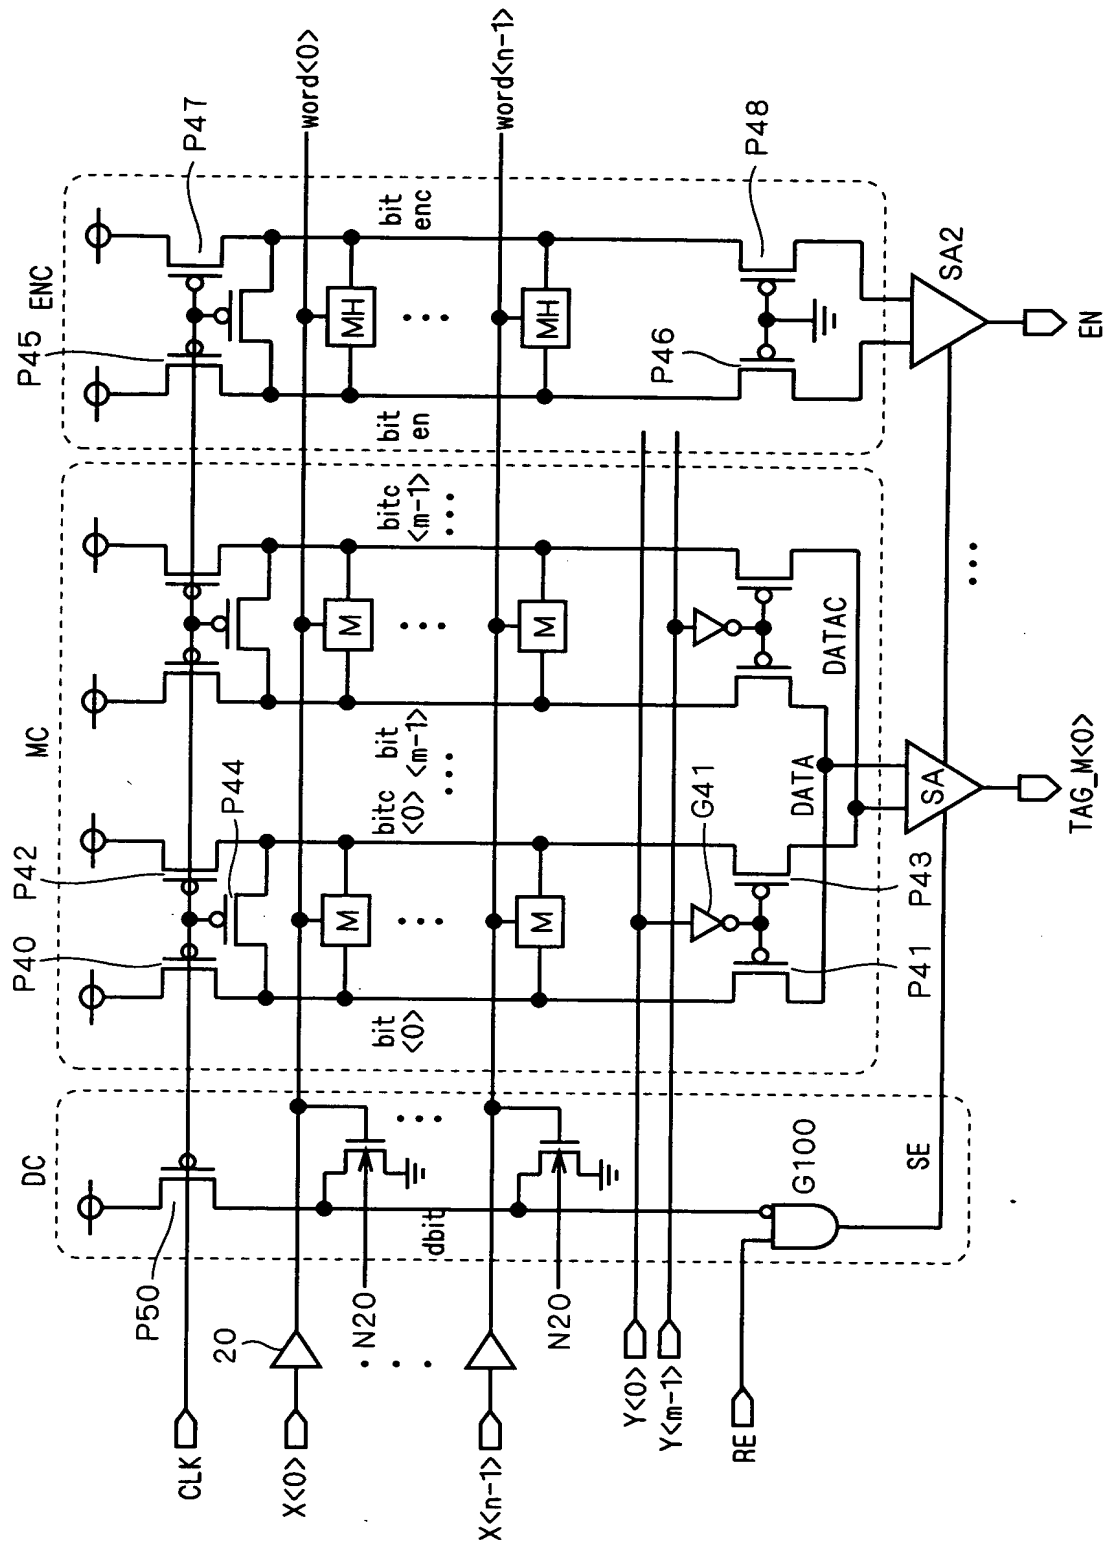 DC
MC
ENC
P50
P40
P42
P44
P45
P47
CLK
20
X<0>
word<0>
N20
bit
<0>
bitc
<0>
bit
<m-1>
bitc
<m-1>
bit
en
bit
enc
M
M
MH
X<n-1>
word<n-1>
N20
dbit
M
M
MH
Y<0>
Y<m-1>
G41
P46
P48
RE
G100
SE
P41
P43
DATA
DATAC
SA
SA2
TAG_M<0>
EN